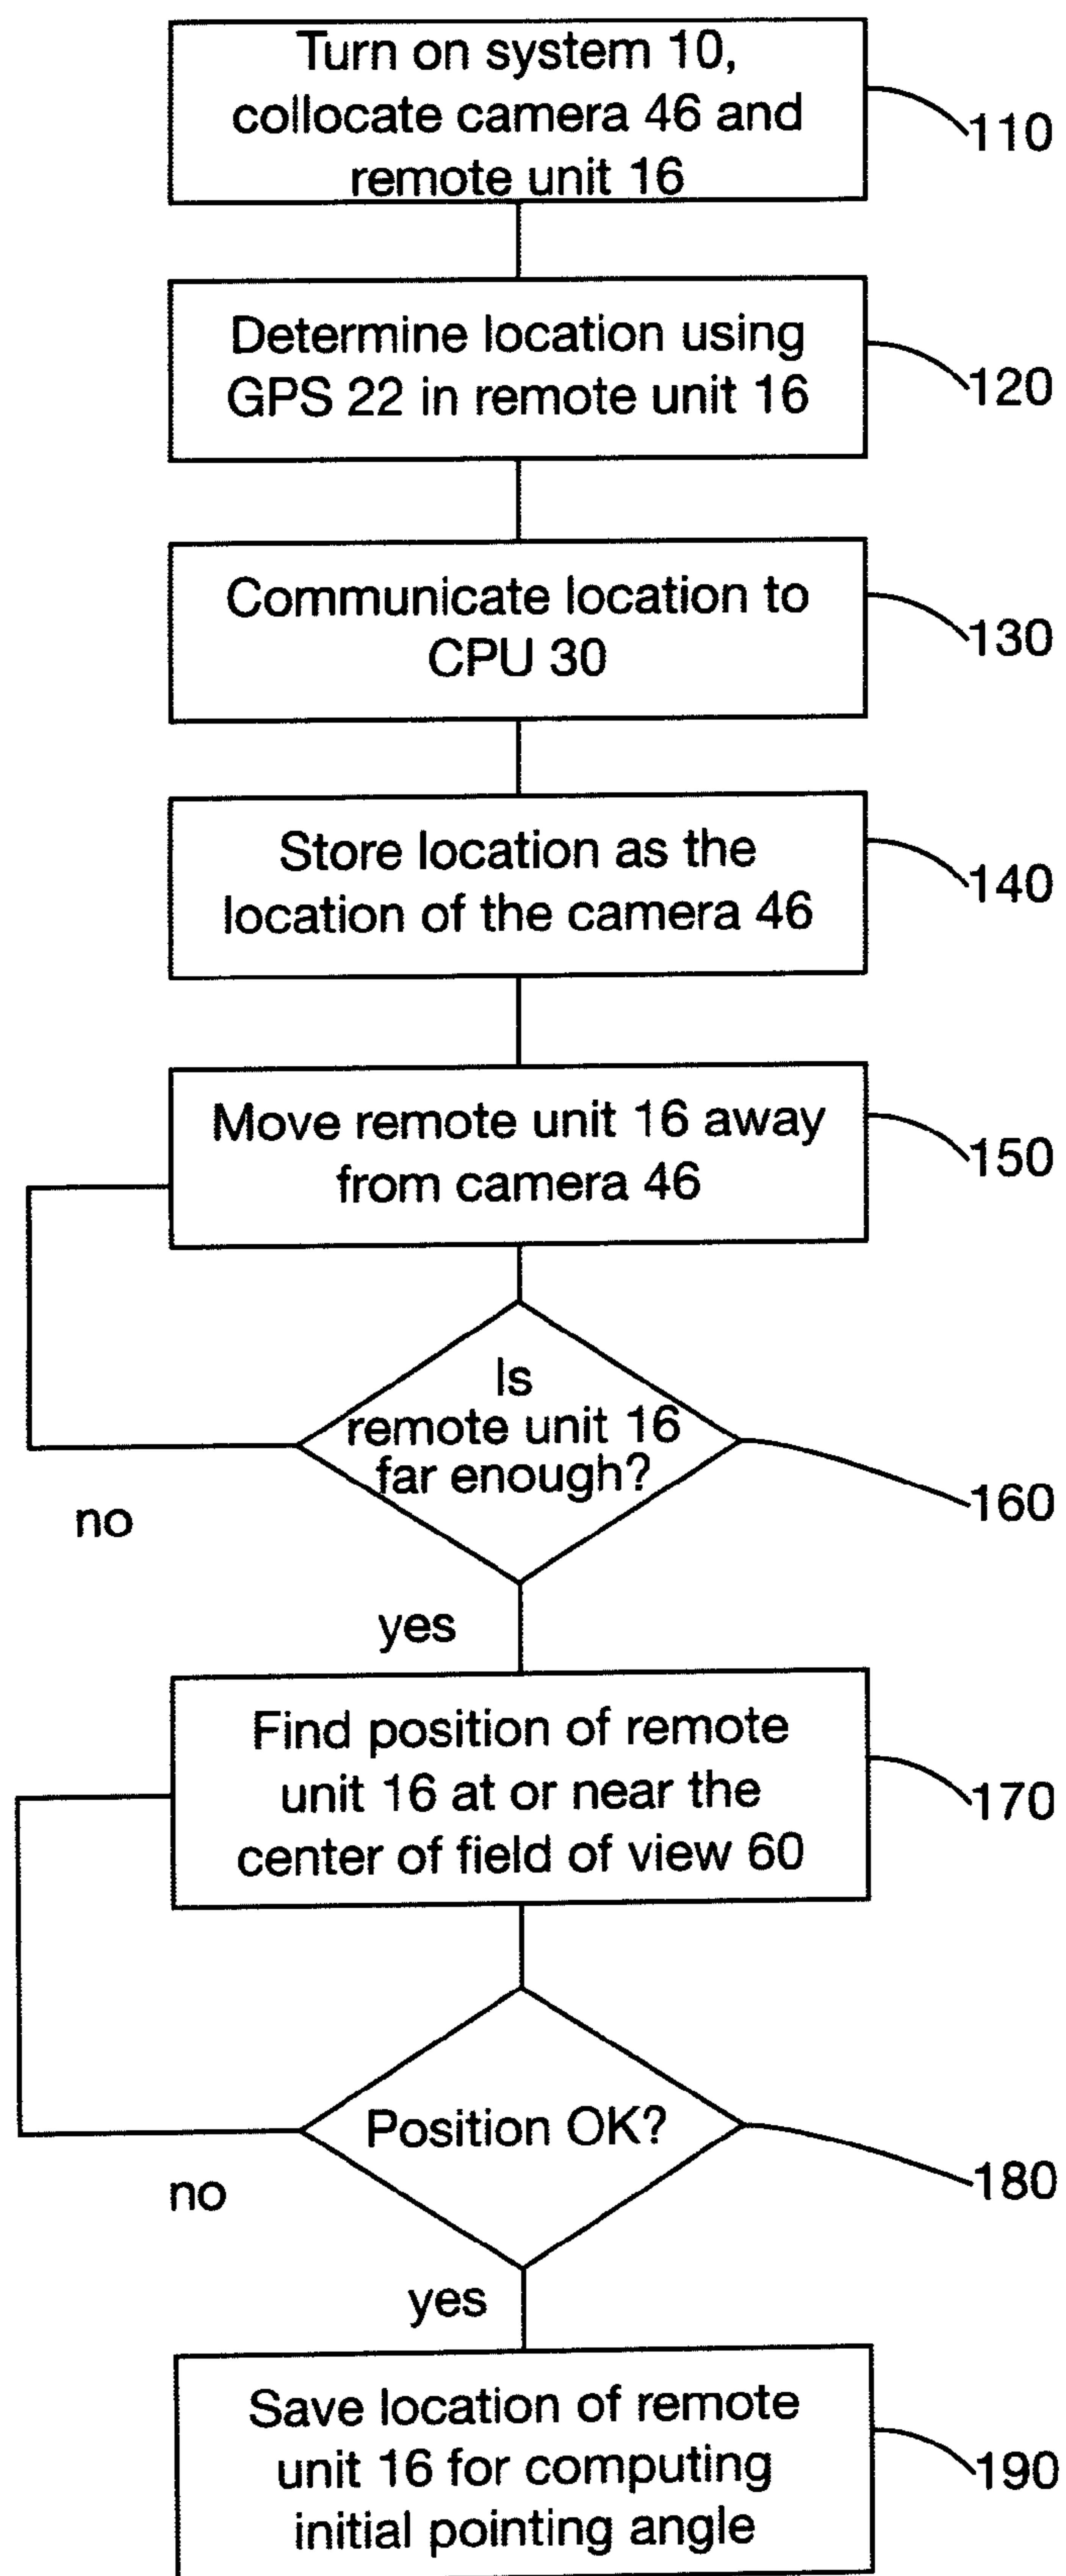 Turn on system 10,
collocate camera 46 and
remote unit 16
110
Determine location using
GPS 22 in remote unit 16
120
Communicate location to
CPU 30
130
Store location as the
location of the camera 46
140
Move remote unit 16 away
from camera 46
150
Is
remote unit 16
far enough?
160
no
yes
Find position of remote
unit 16 at or near the
center of field of view 60
170
Position OK?
180
no
yes
Save location of remote
unit 16 for computing
initial pointing angle
190